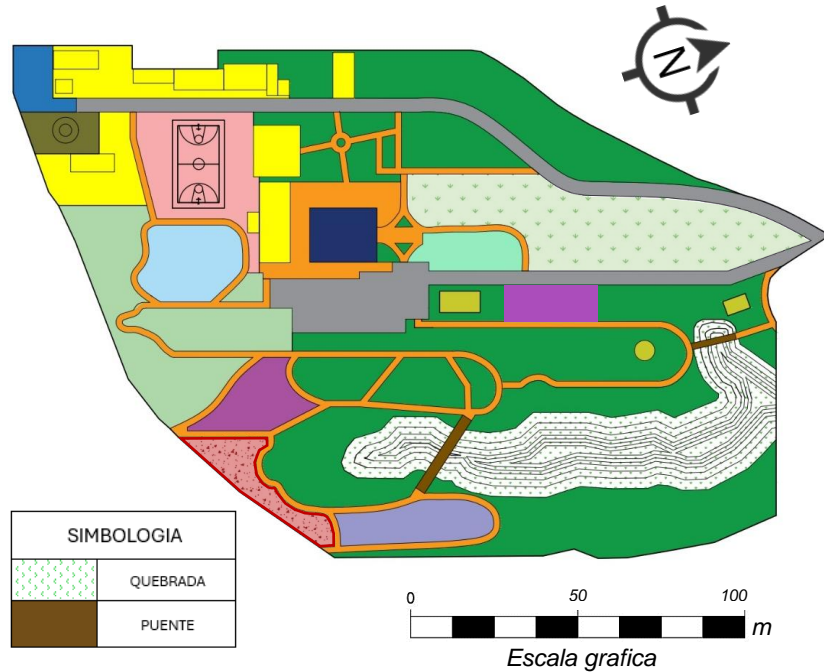 N
SIMBOLOGIA
QUEBRADA
PUENTE
0 50 100
m
Escala grafica